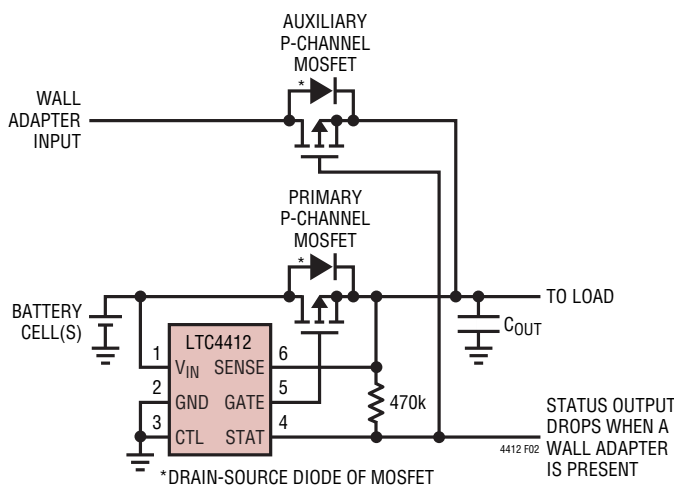 AUXILIARY
P-CHANNEL
MOSFET
*
WALL
ADAPTER
INPUT
PRIMARY
P-CHANNEL
MOSFET
*
BATTERY
CELL(S)
TO LOAD
COUT
LTC4412
1 VIN SENSE 6
2 GND GATE 5
3 CTL STAT 4
470k
STATUS OUTPUT
DROPS WHEN A
WALL ADAPTER
IS PRESENT
4412 F02
*DRAIN-SOURCE DIODE OF MOSFET